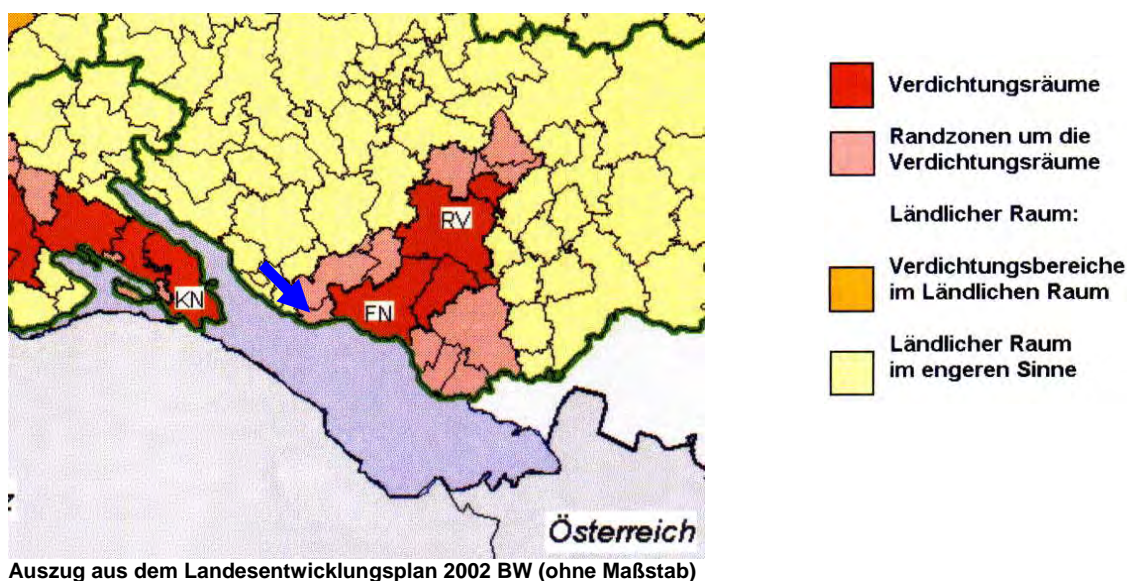 RV
KN
FN
z
Österreich
Auszug aus dem Landesentwicklungsplan 2002 BW (ohne Maßstab)
Verdichtungsräume
Randzonen um die
Verdichtungsräume
Ländlicher Raum:
Verdichtungsbereiche
im Ländlichen Raum
Ländlicher Raum
im engeren Sinne